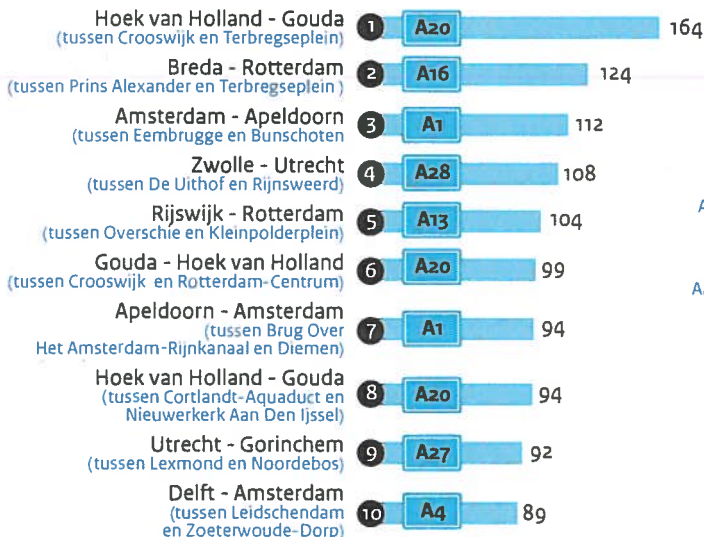 Hoek van Holland - Gouda
(tussen Crooswijk en Terbregseplein)
1 A20 164
Breda - Rotterdam
(tussen Prins Alexander en Terbregseplein )
2 A16 124
Amsterdam - Apeldoorn
(tussen Eembrugge en Bunschoten
3 A1 112
Zwolle - Utrecht
(tussen De Uithof en Rijnsweerd)
4 A28 108
Rijswijk - Rotterdam
(tussen Overschie en Kleinpolderplein)
5 A13 104
Gouda - Hoek van Holland
(tussen Crooswijk en Rotterdam-Centrum)
6 A20 99
Apeldoorn - Amsterdam
(tussen Brug Over
Het Amsterdam-Rijnkanaal en Diemen)
7 A1 94
Hoek van Holland - Gouda
(tussen Cortlandt-Aquaduct en
Nieuwerkerk Aan Den Ijssel)
8 A20 94
Utrecht - Gorinchem
(tussen Lexmond en Noordebos)
9 A27 92
Delft - Amsterdam
(tussen Leidschendam
en Zoeterwoude-Dorp)
10 A4 89